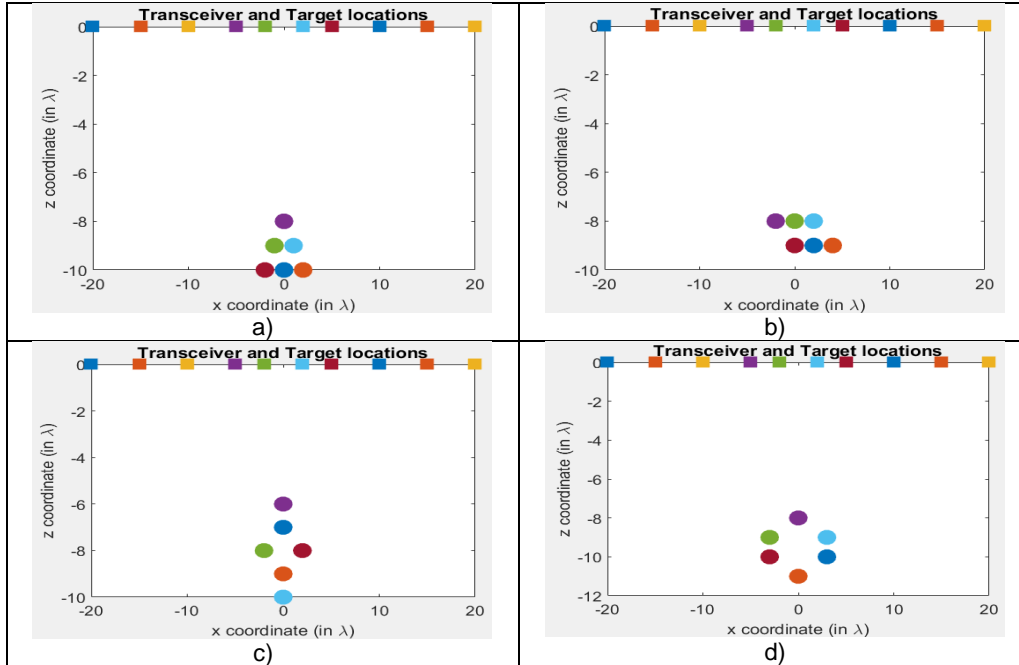 Transceiver and Target locations
0
-2
-4
-6
-8
-10
-20 -10 0 10 20
z coordinate (in λ)
x coordinate (in λ)
a)
Transceiver and Target locations
0
-2
-4
-6
-8
-10
-20 -10 0 10 20
z coordinate (in λ)
x coordinate (in λ)
b)
Transceiver and Target locations
0
-2
-4
-6
-8
-10
-20 -10 0 10 20
z coordinate (in λ)
x coordinate (in λ)
c)
Transceiver and Target locations
0
-2
-4
-6
-8
-10
-12
-20 -10 0 10 20
z coordinate (in λ)
x coordinate (in λ)
d)